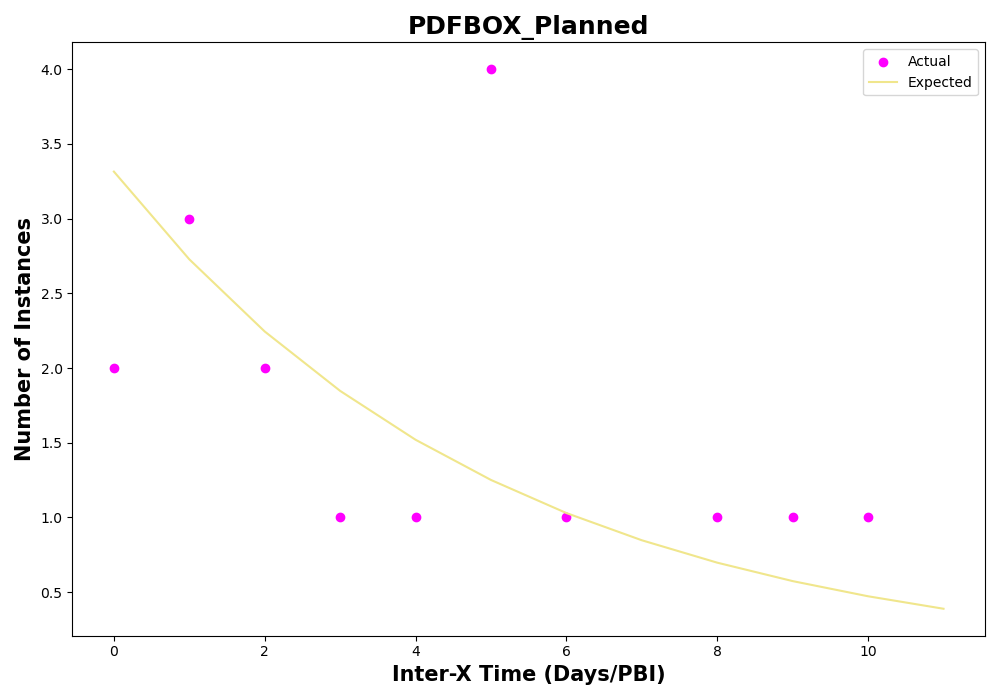 PDFBOX_Planned
Actual
Expected
4.0
3.5
3.0
2.5
2.0
1.5
1.0
0.5
Number of Instances
0 2 4 6 8 10
Inter-X Time (Days/PBI)